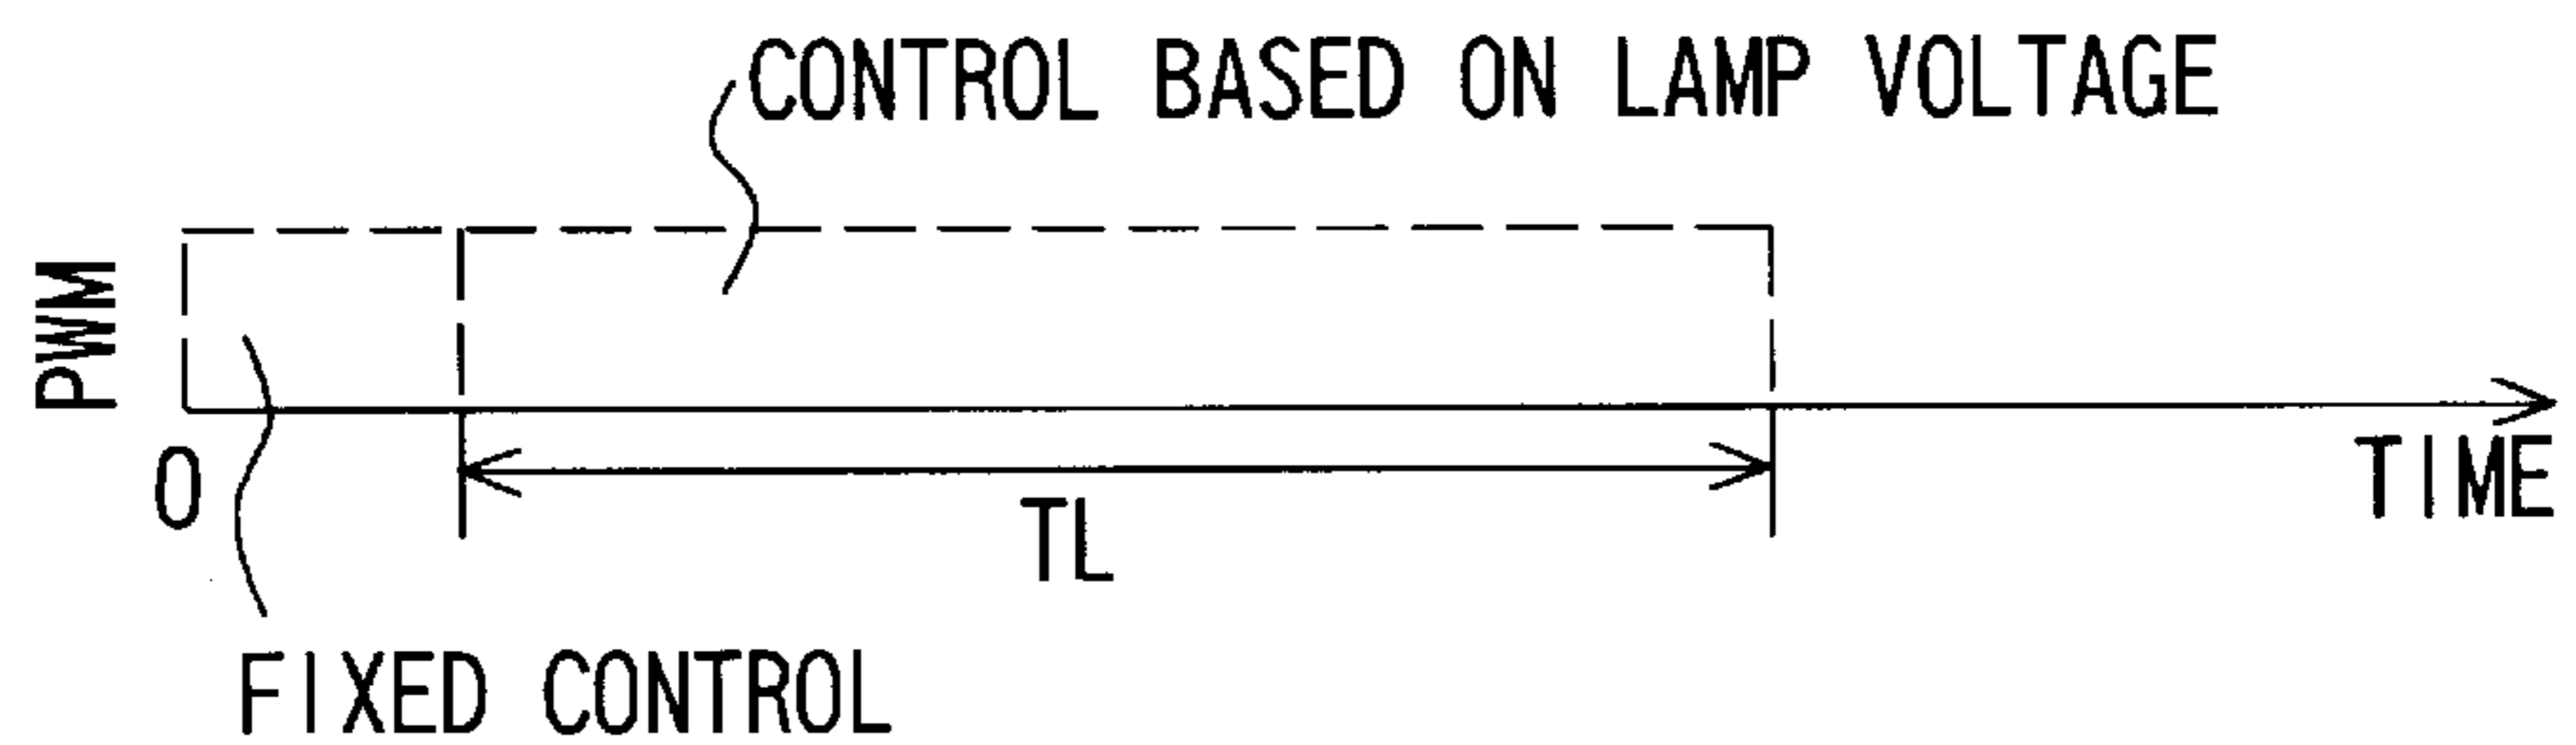 CONTROL BASED ON LAMP VOLTAGE
PWM
0
TIME
TL
FIXED CONTROL